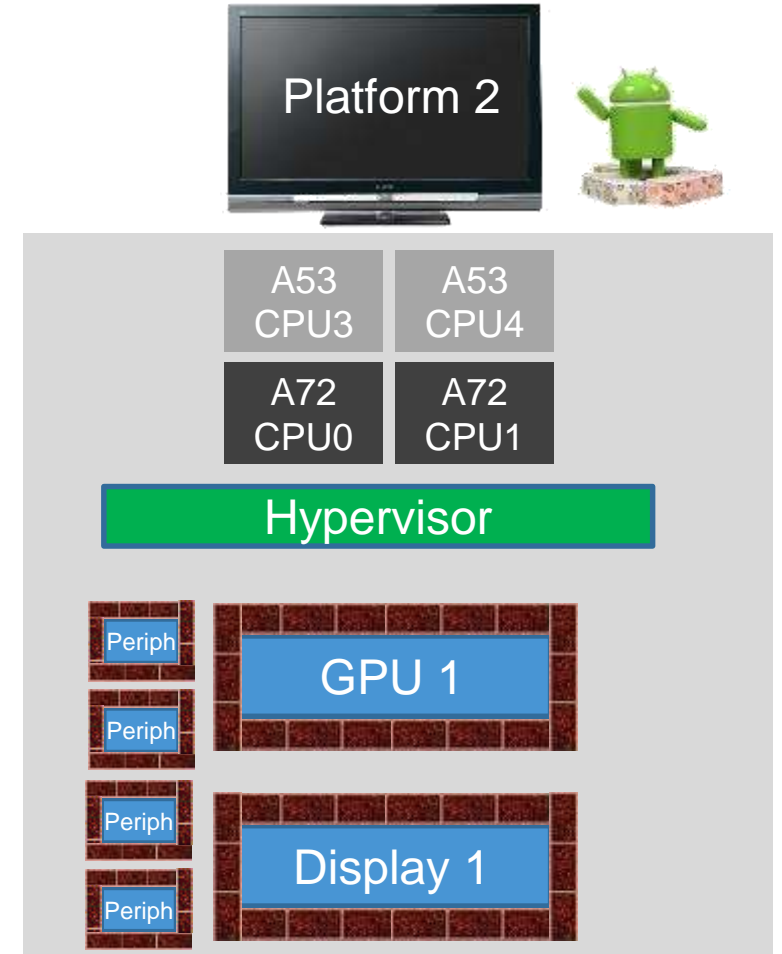 Platform 2
A53
CPU3
A53
CPU4
A72
CPU0
A72
CPU1
Hypervisor
Periph
GPU 1
Periph
Periph
Display 1
Periph